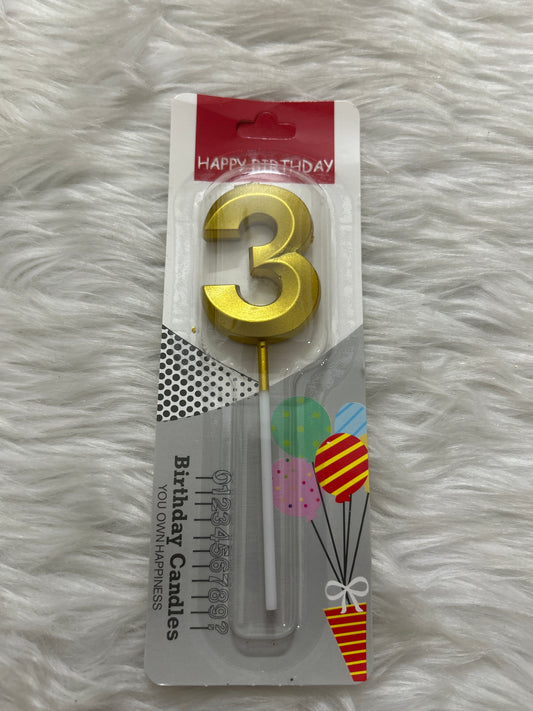 HAPPY BIRTHDAY
3
Birthday Candles
YOU OWN HAPPINESS
0123456789?